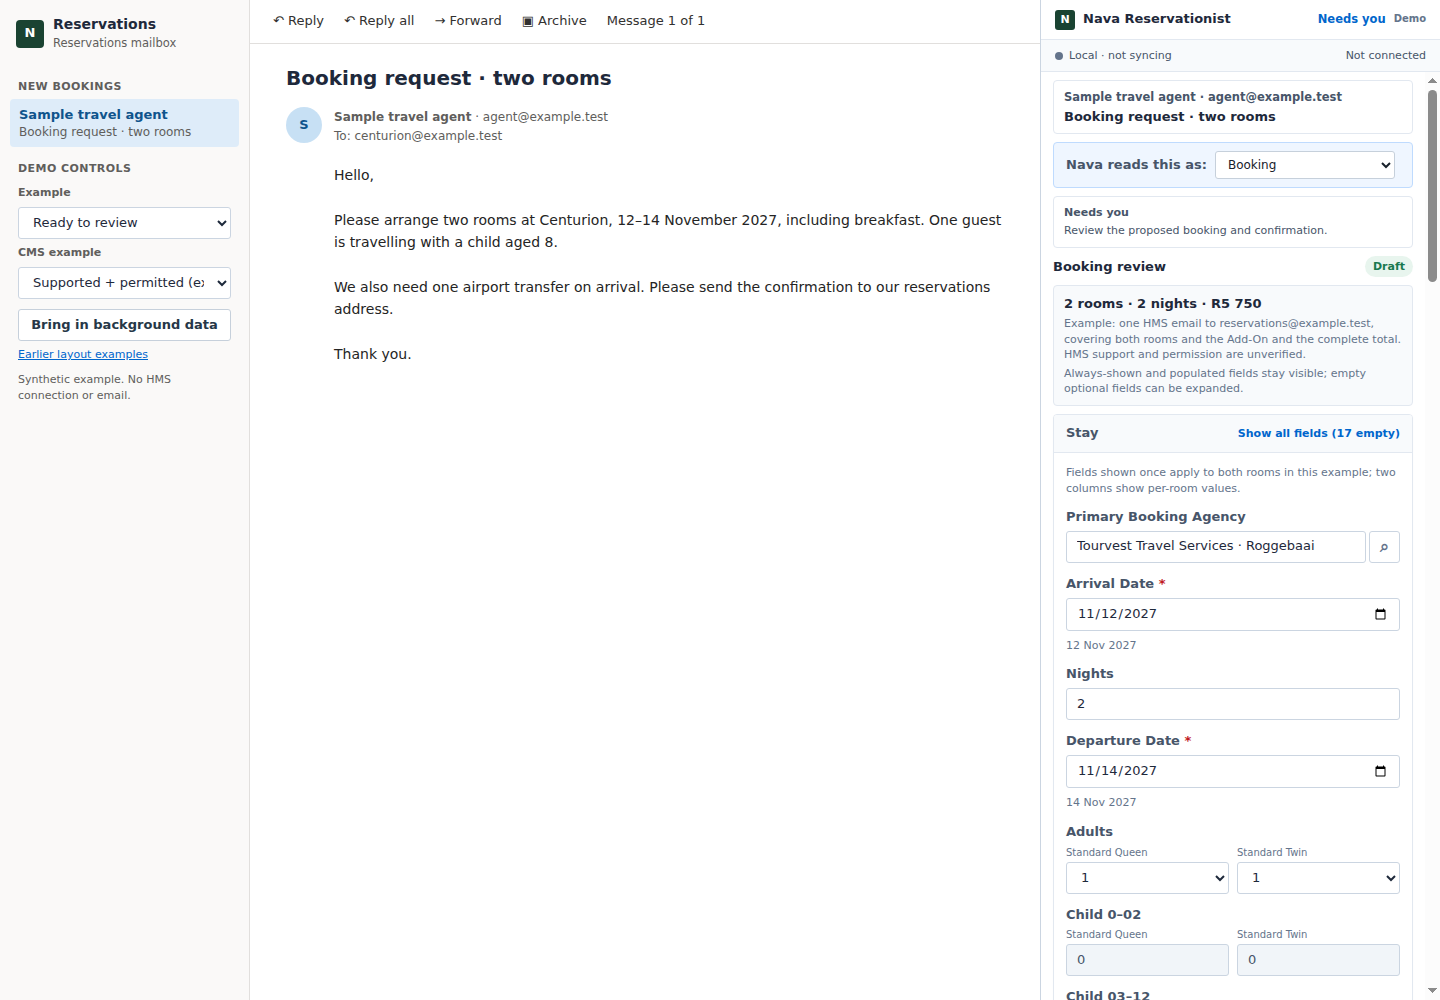 N
Reservations
Reservations mailbox
NEW BOOKINGS
Sample travel agent
Booking request · two rooms
DEMO CONTROLS
Example
Ready to review
CMS example
Supported + permitted (ex
Bring in background data
Earlier layout examples
Synthetic example. No HMS
connection or email.
↶ Reply
↶ Reply all
→ Forward
▣ Archive
Message 1 of 1
Booking request · two rooms
S
Sample travel agent · agent@example.test
To: centurion@example.test
Hello,
Please arrange two rooms at Centurion, 12–14 November 2027, including breakfast. One guest
is travelling with a child aged 8.
We also need one airport transfer on arrival. Please send the confirmation to our reservations
address.
Thank you.
N
Nava Reservationist
Needs you
Demo
Local · not syncing
Not connected
Sample travel agent · agent@example.test
Booking request · two rooms
Nava reads this as:
Booking
Needs you
Review the proposed booking and confirmation.
Booking review
Draft
2 rooms · 2 nights · R5 750
Example: one HMS email to reservations@example.test,
covering both rooms and the Add-On and the complete total.
HMS support and permission are unverified.
Always-shown and populated fields stay visible; empty
optional fields can be expanded.
Stay
Show all fields (17 empty)
Fields shown once apply to both rooms in this example; two
columns show per-room values.
Primary Booking Agency
Tourvest Travel Services · Roggebaai
Arrival Date *
11/12/2027
12 Nov 2027
Nights
2
Departure Date *
11/14/2027
14 Nov 2027
Adults
Standard Queen
Standard Twin
1
1
Child 0–02
Standard Queen
Standard Twin
0
0
Child 03–12